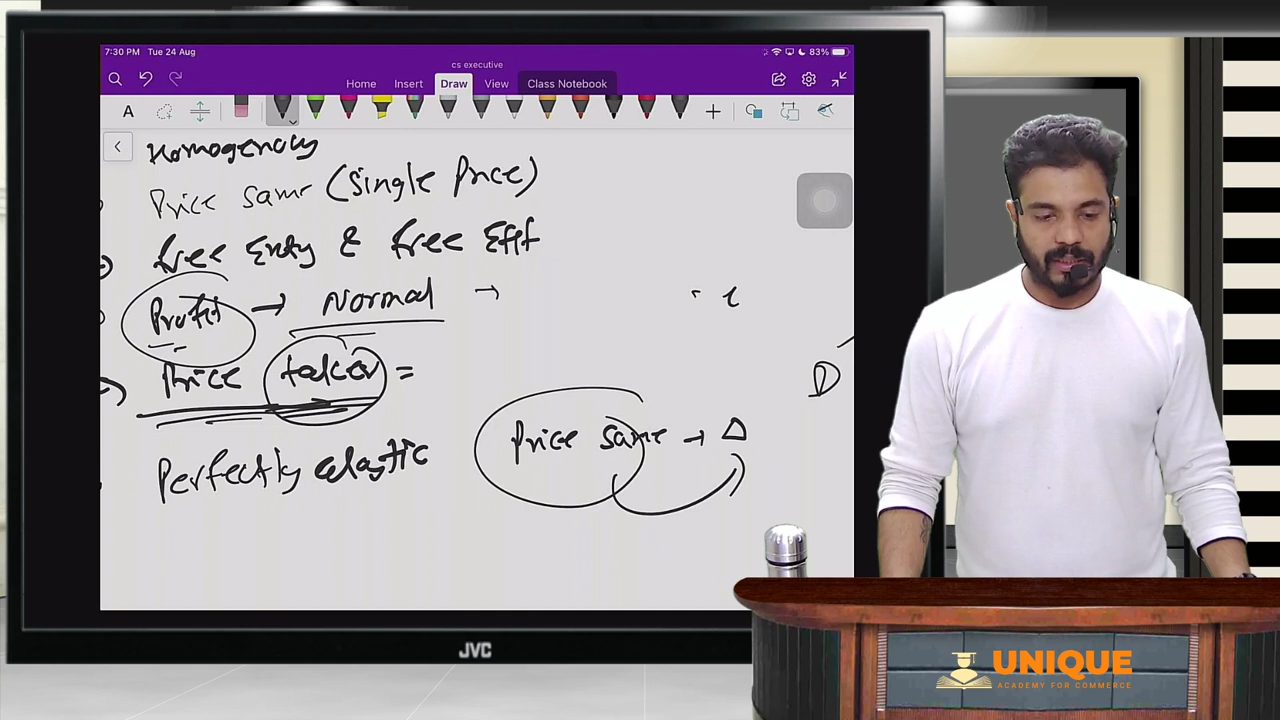 7:30 PM Tue 24 Aug
83%
cs executive
Home Insert Draw View Class Notebook
A
Homogenous
Price same (single Price)
free Entry & free Exit
Profit → Normal →
Price taker =
D
Price same → Δ
Perfectly elastic
JVC
UNIQUE
ACADEMY FOR COMMERCE